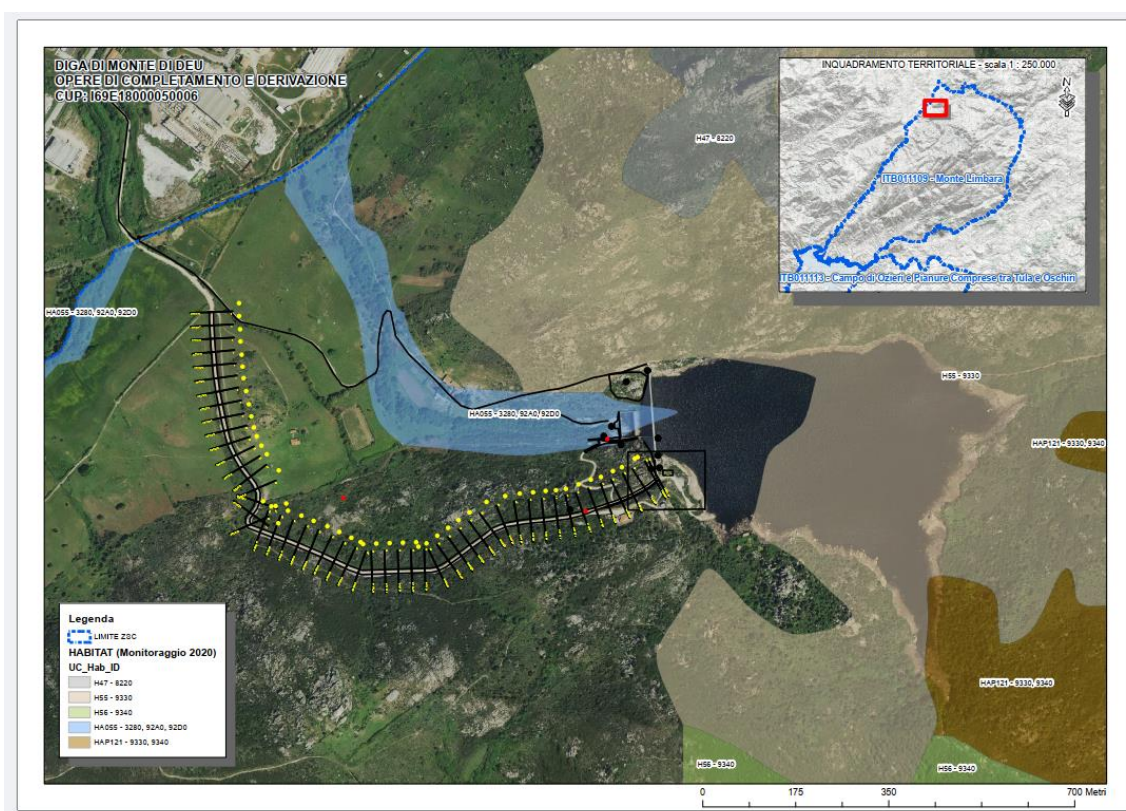 DIGA DI MONTE DI DEU
OPERE DI COMPLETAMENTO E DERIVAZIONE
CUP: I69E18000050006
INQUADRAMENTO TERRITORIALE - scala 1 : 250.000
N
ITB011109 - Monte Limbara
ITB011113 - Campo di Ozieri e Pianure Comprese tra Tula e Oschiri
H47 - 8220
HA055 - 3280, 92A0, 92D0
H55 - 9330
HA055 - 3280, 92A0, 92D0
HAP121 - 9330, 9340
HAP121 - 9330, 9340
H56 - 9340
H56 - 9340
Legenda
LIMITE ZSC
HABITAT (Monitoraggio 2020)
UC_Hab_ID
H47 - 8220
H55 - 9330
H56 - 9340
HA055 - 3280, 92A0, 92D0
HAP121 - 9330, 9340
0 175 350 700 Metri